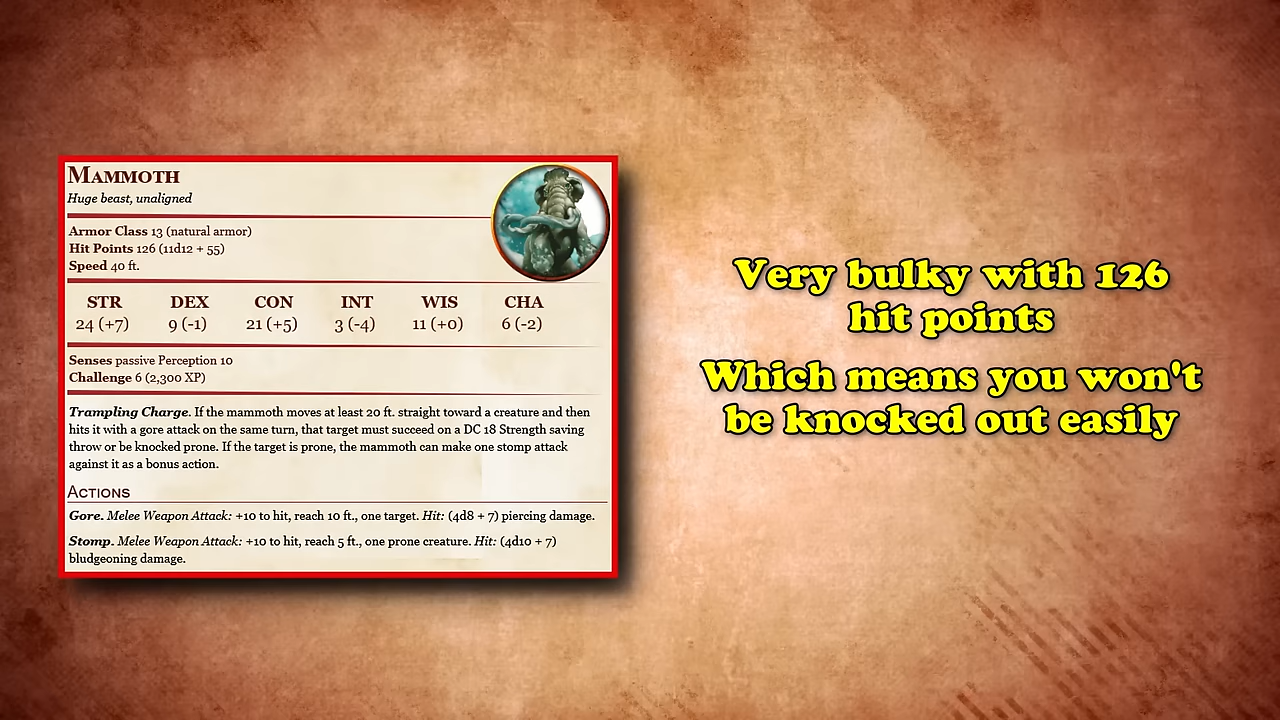 MAMMOTH
Huge beast, unaligned
Armor Class 13 (natural armor)
Hit Points 126 (11d12 + 55)
Speed 40 ft.
STR DEX CON INT WIS CHA
24 (+7) 9 (-1) 21 (+5) 3 (-4) 11 (+0) 6 (-2)
Senses passive Perception 10
Challenge 6 (2,300 XP)
Trampling Charge. If the mammoth moves at least 20 ft. straight toward a creature and then
hits it with a gore attack on the same turn, that target must succeed on a DC 18 Strength saving
throw or be knocked prone. If the target is prone, the mammoth can make one stomp attack
against it as a bonus action.
ACTIONS
Gore. Melee Weapon Attack: +10 to hit, reach 10 ft., one target. Hit: (4d8 + 7) piercing damage.
Stomp. Melee Weapon Attack: +10 to hit, reach 5 ft., one prone creature. Hit: (4d10 + 7)
bludgeoning damage.
Very bulky with 126
hit points
Which means you won't
be knocked out easily